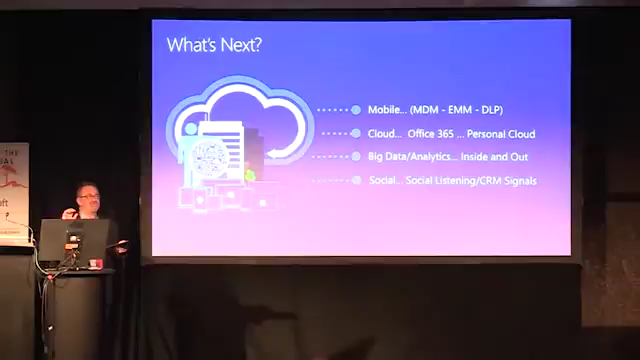 What's Next?
Mobile... (MDM - EMM - DLP)
Cloud... Office 365 ... Personal Cloud
Big Data/Analytics... Inside and Out
Social... Social Listening/CRM Signals
THE